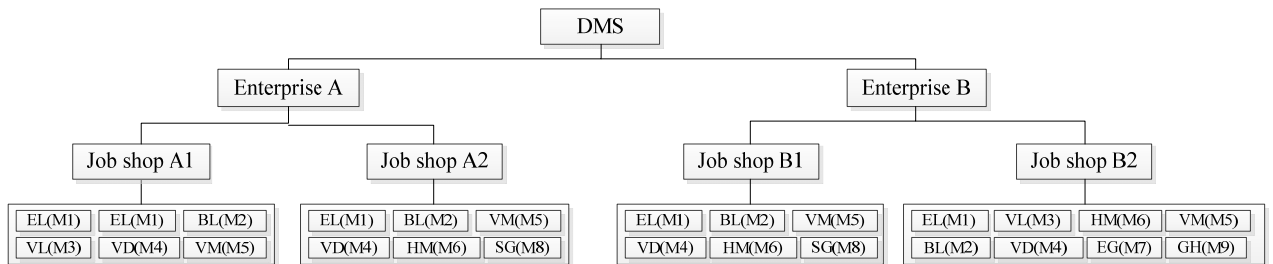 DMS
Enterprise A
Enterprise B
Job shop A1
Job shop A2
Job shop B1
Job shop B2
EL(M1) EL(M1) BL(M2)
VL(M3) VD(M4) VM(M5)
EL(M1) BL(M2) VM(M5)
VD(M4) HM(M6) SG(M8)
EL(M1) BL(M2) VM(M5)
VD(M4) HM(M6) SG(M8)
EL(M1) VL(M3) HM(M6) VM(M5)
BL(M2) VD(M4) EG(M7) GH(M9)